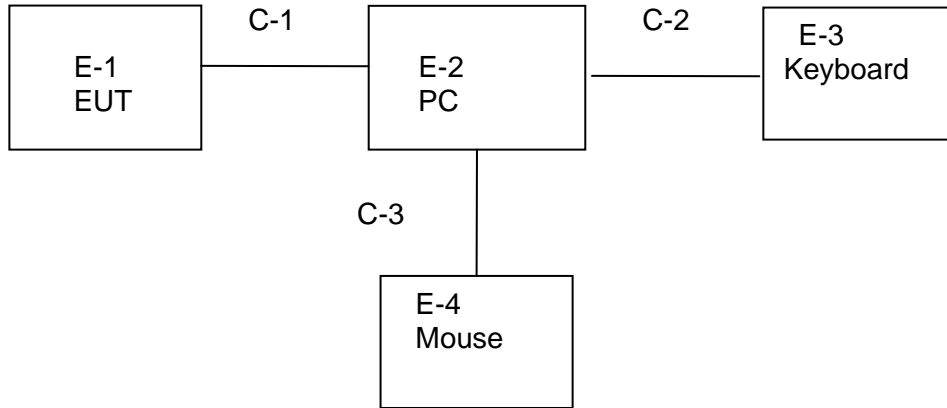 C-1
C-2
E-1
EUT
E-2
PC
E-3
Keyboard
C-3
E-4
Mouse